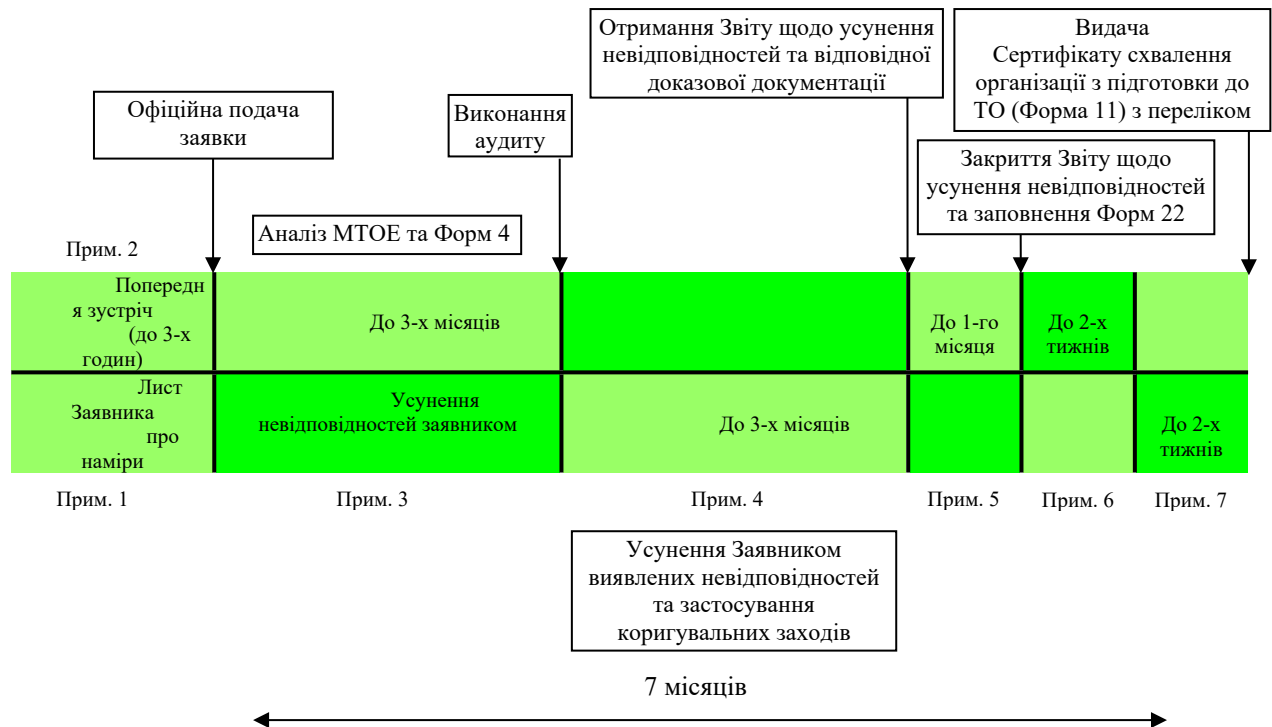 Офіційна подача
заявки
Виконання
аудиту
Отримання Звіту щодо усунення
невідповідностей та відповідної
доказової документації
Видача
Сертифікату схвалення
організації з підготовки до
ТО (Форма 11) з переліком
Закриття Звіту щодо
усунення невідповідностей
та заповнення Форм 22
Аналіз МТОЕ та Форм 4
Прим. 2
Попередн
я зустріч
(до 3-х
годин)
До 3-х місяців
До 1-го
місяця
До 2-х
тижнів
Лист
Заявника
про
наміри
Усунення
невідповідностей заявником
До 3-х місяців
До 2-х
тижнів
Прим. 1
Прим. 3
Прим. 4
Прим. 5
Прим. 6
Прим. 7
Усунення Заявником
виявлених невідповідностей
та застосування
коригувальних заходів
7 місяців